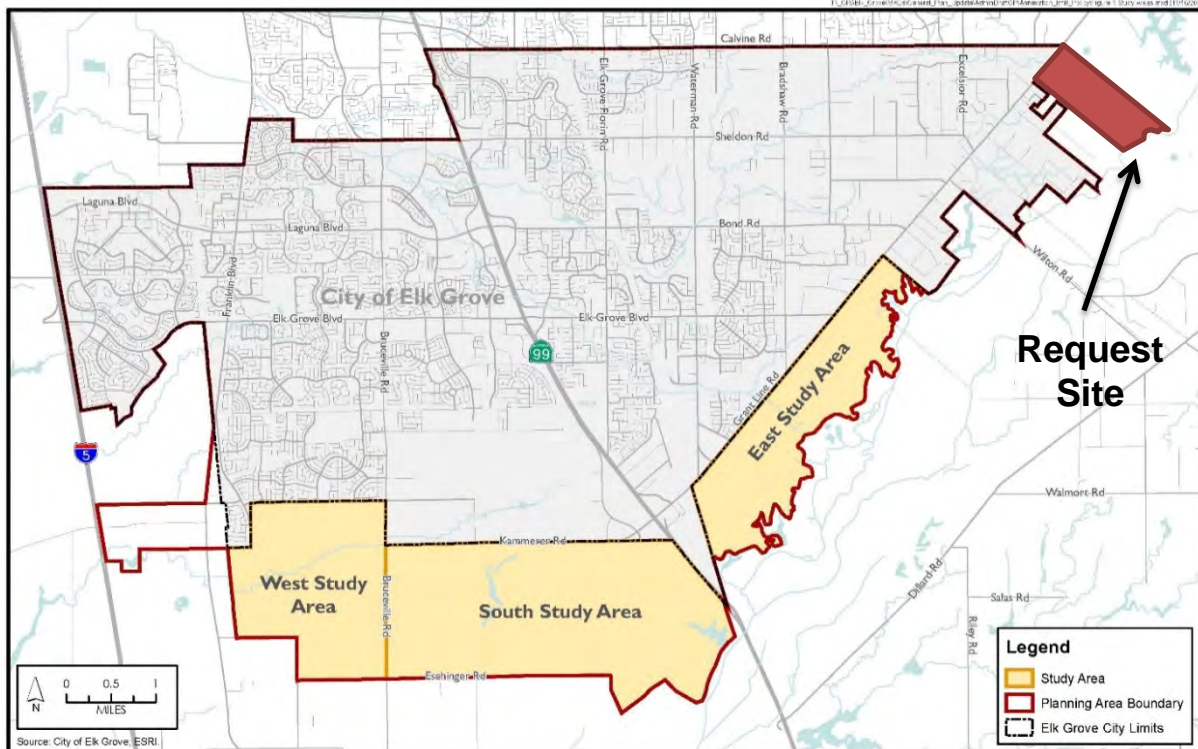 Calvine Rd
Elk Grove Florin Rd
Waterman Rd
Bradshaw Rd
Excelsior Rd
Sheldon Rd
Laguna Blvd
Laguna Blvd
Bond Rd
Franklin Blvd
Wilton Rd
City of Elk Grove
Elk Grove Blvd
Elk Grove Blvd
Bruceville Rd
99
Request
Site
Grant Line Rd
East Study Area
5
Walmort Rd
Kammerer Rd
Dillard Rd
West Study
Area
Bruceville Rd
South Study Area
Salas Rd
Riley Rd
Eschinger Rd
Legend
Study Area
Planning Area Boundary
Elk Grove City Limits
N
0 0.5 1
MILES
Source: City of Elk Grove, ESRI.